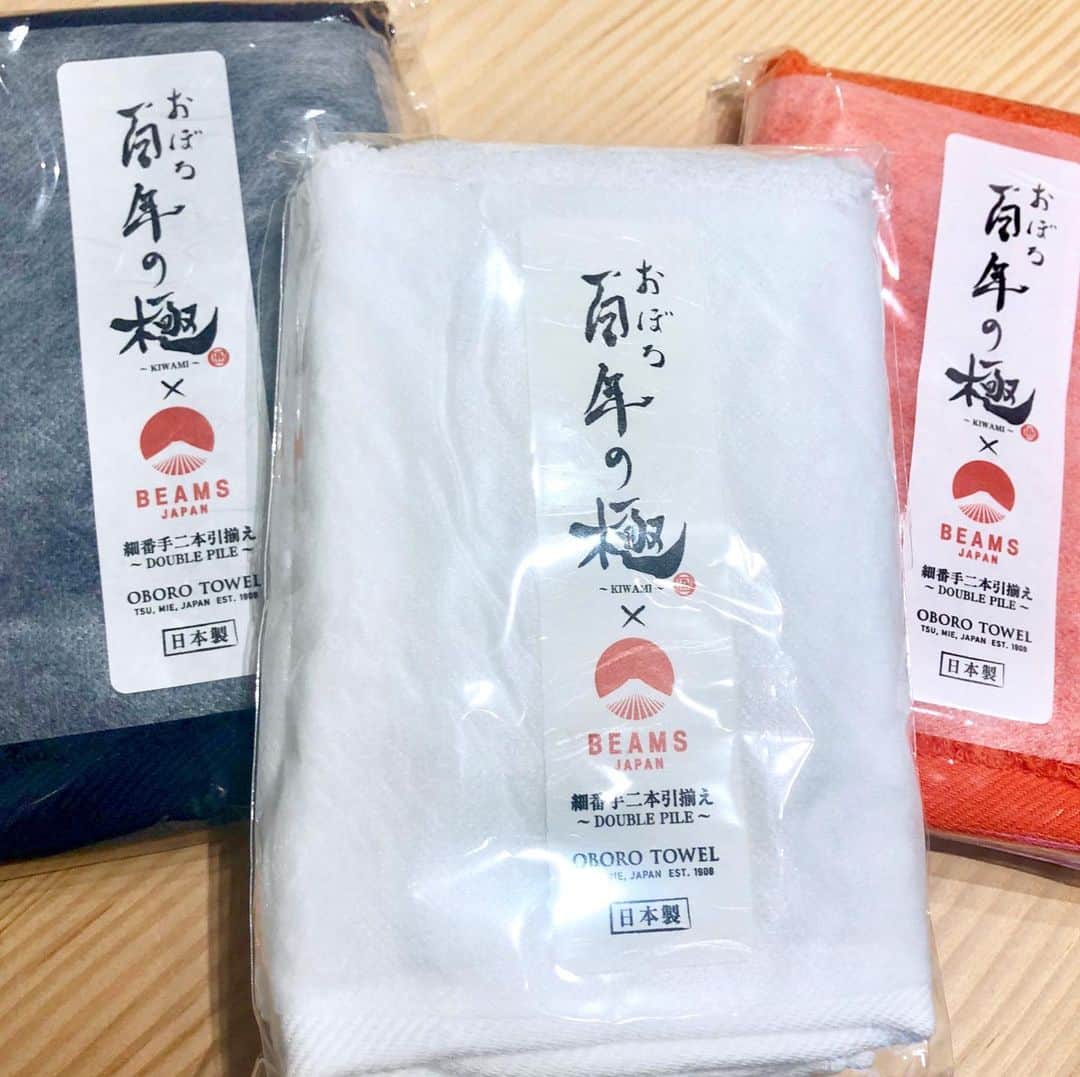 おぼろ
百年の極
~ KIWAMI ~
×
BEAMS
JAPAN
細番手二本引揃え
~ DOUBLE PILE ~
OBORO TOWEL
TSU, MIE, JAPAN EST. 1908
日本製
おぼろ
百年の極
~ KIWAMI ~
×
BEAMS
JAPAN
細番手二本引揃え
~ DOUBLE PILE ~
OBORO TOWEL
MIE, JAPAN EST. 1908
日本製
おぼろ
百年の極
~ KIWAMI ~
×
BEAMS
JAPAN
細番手二本引揃え
~ DOUBLE PILE ~
OBORO TOWEL
TSU, MIE, JAPAN EST. 1908
日本製